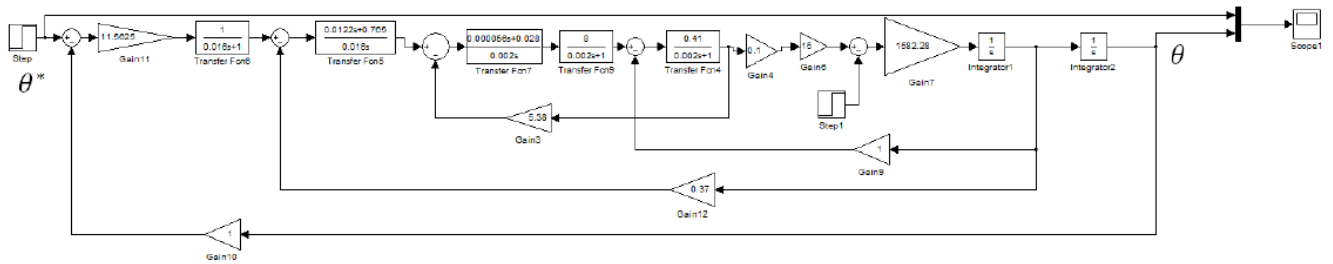 Step
θ*
11.5625
Gain11
1
0.016s+1
Transfer Fcn6
0.0122s+0.765
0.016s
Transfer Fcn5
0.000056s+0.028
0.002s
Transfer Fcn7
8
0.002s+1
Transfer Fcn9
0.41
0.002s+1
Transfer Fcn4
0.1
Gain4
15
Gain6
Step1
1582.28
Gain7
1
s
Integrator1
1
s
Integrator2
θ
Scope1
5.38
Gain3
1
Gain9
0.37
Gain12
1
Gain10